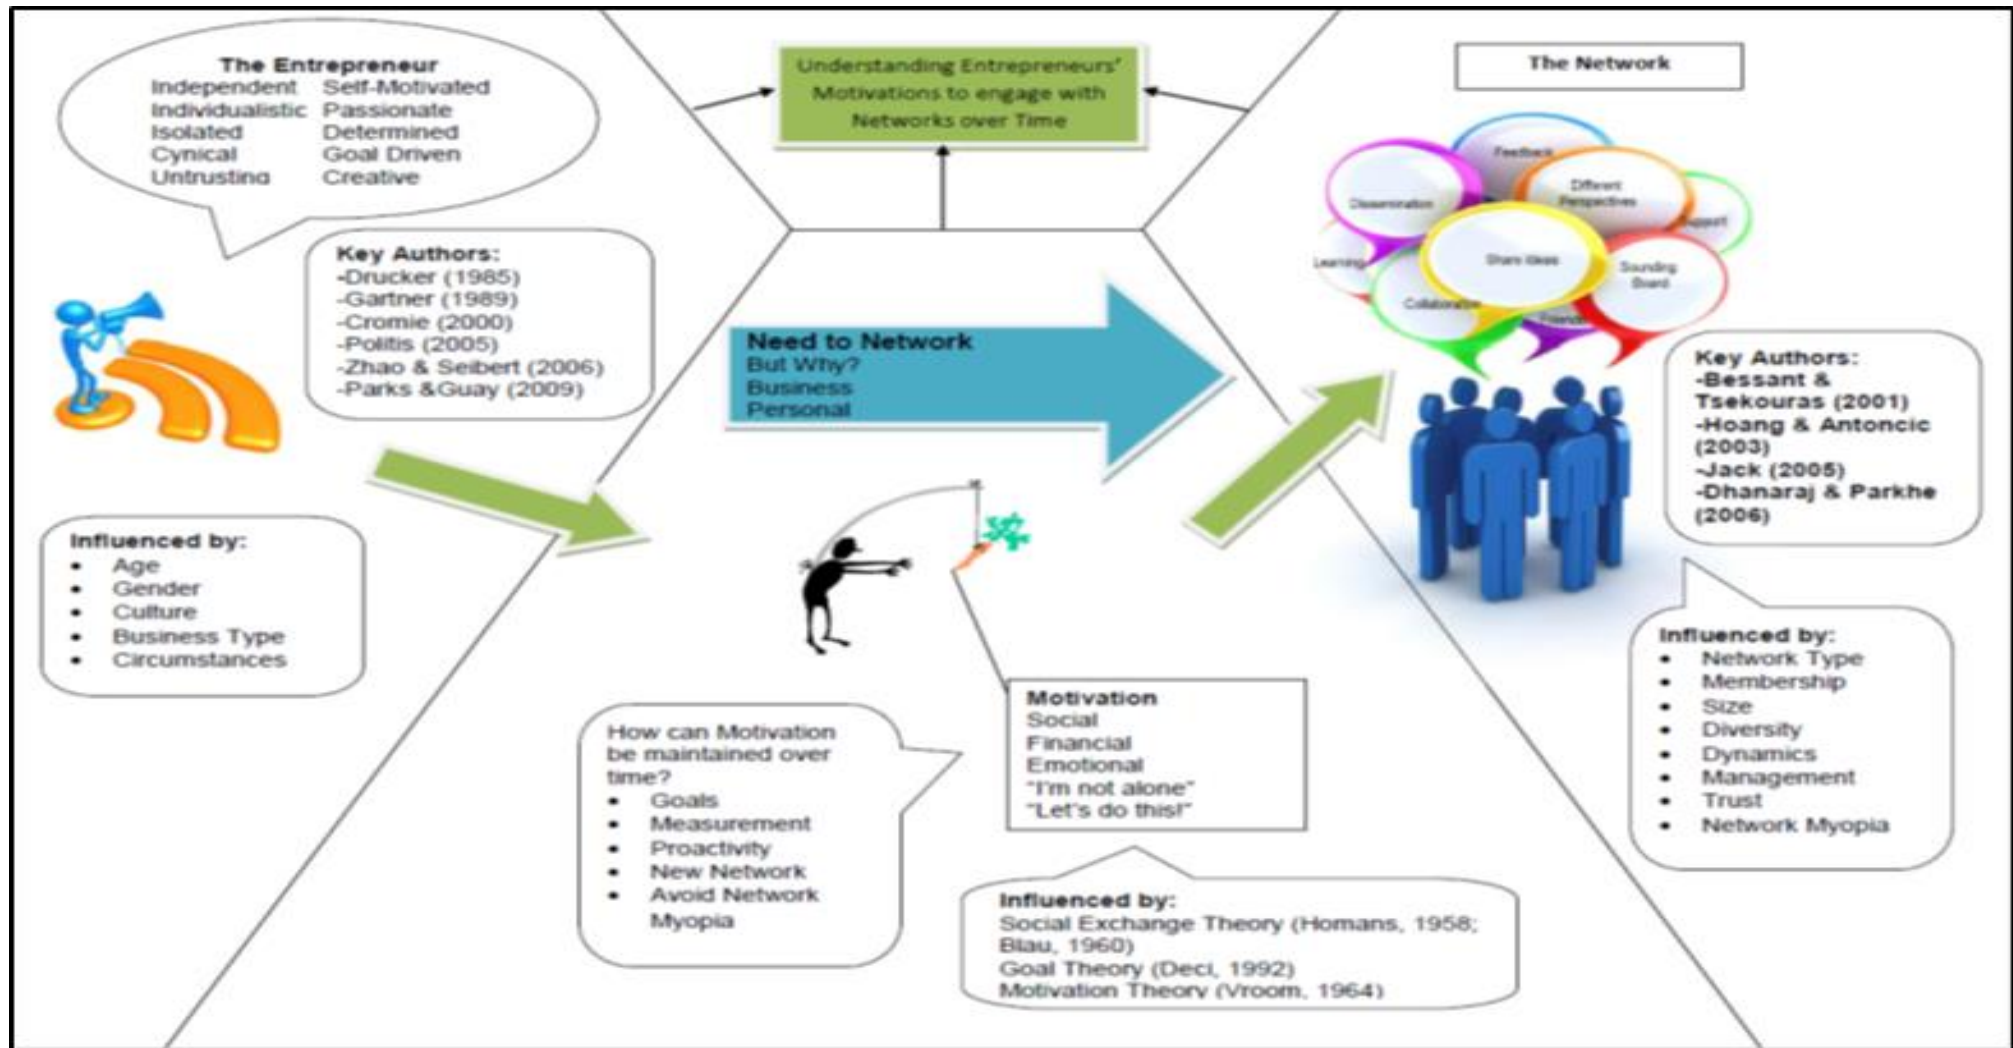 The Entrepreneur
Independent Self-Motivated
Individualistic Passionate
Isolated Determined
Cynical Goal Driven
Untrusting Creative
Key Authors:
-Drucker (1985)
-Gartner (1989)
-Cromie (2000)
-Politis (2005)
-Zhao & Seibert (2006)
-Parks &Guay (2009)
Influenced by:
• Age
• Gender
• Culture
• Business Type
• Circumstances
Understanding Entrepreneurs'
Motivations to engage with
Networks over Time
Need to Network
But Why?
Business
Personal
How can Motivation
be maintained over
time?
• Goals
• Measurement
• Proactivity
• New Network
• Avoid Network
Myopia
Motivation
Social
Financial
Emotional
"I'm not alone"
"Let's do this!"
Influenced by:
Social Exchange Theory (Homans, 1958;
Blau, 1960)
Goal Theory (Deci, 1992)
Motivation Theory (Vroom, 1964)
The Network
Feedback
Different
Perspectives
Dissemination
Support
Share Ideas
Learning
Sounding
Board
Key Authors:
-Bessant &
Tsekouras (2001)
-Hoang & Antoncic
(2003)
-Jack (2005)
-Dhanaraj & Parkhe
(2006)
Influenced by:
• Network Type
• Membership
• Size
• Diversity
• Dynamics
• Management
• Trust
• Network Myopia